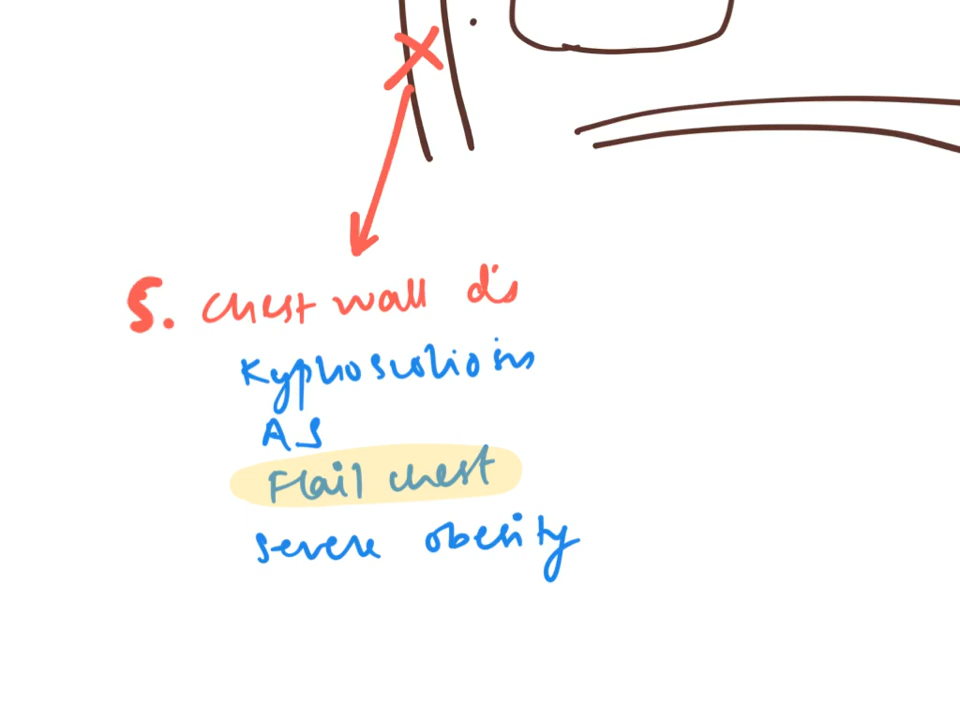 5. Chest wall d's
Kyphoscoliosis
AS
Flail chest
Severe obesity